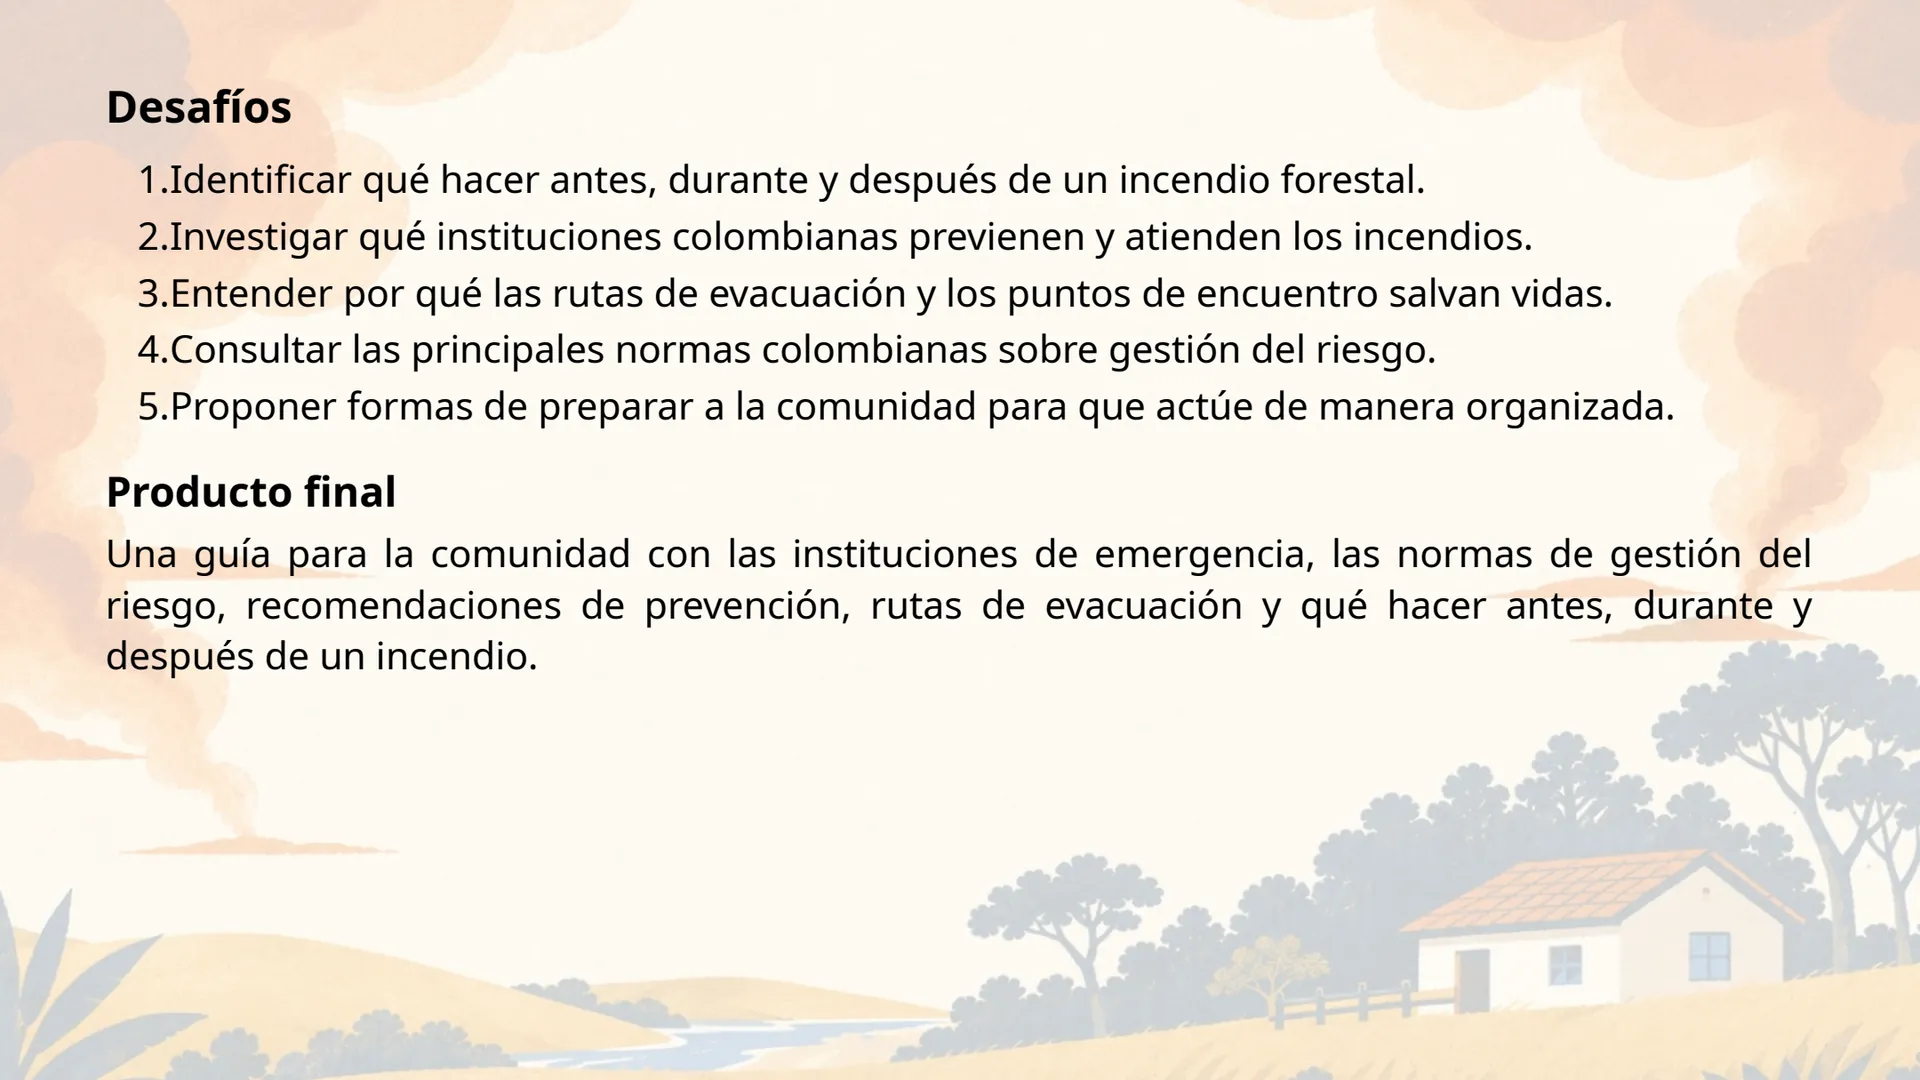 Desafíos
1.Identificar qué hacer antes, durante y después de un incendio forestal.
2.Investigar qué instituciones colombianas previenen y atienden los incendios.
3.Entender por qué las rutas de evacuación y los puntos de encuentro salvan vidas.
4.Consultar las principales normas colombianas sobre gestión del riesgo.
5.Proponer formas de preparar a la comunidad para que actúe de manera organizada.
Producto final
Una guía para la comunidad con las instituciones de emergencia, las normas de gestión del
riesgo, recomendaciones de prevención, rutas de evacuación y qué hacer antes, durante y
después de un incendio.